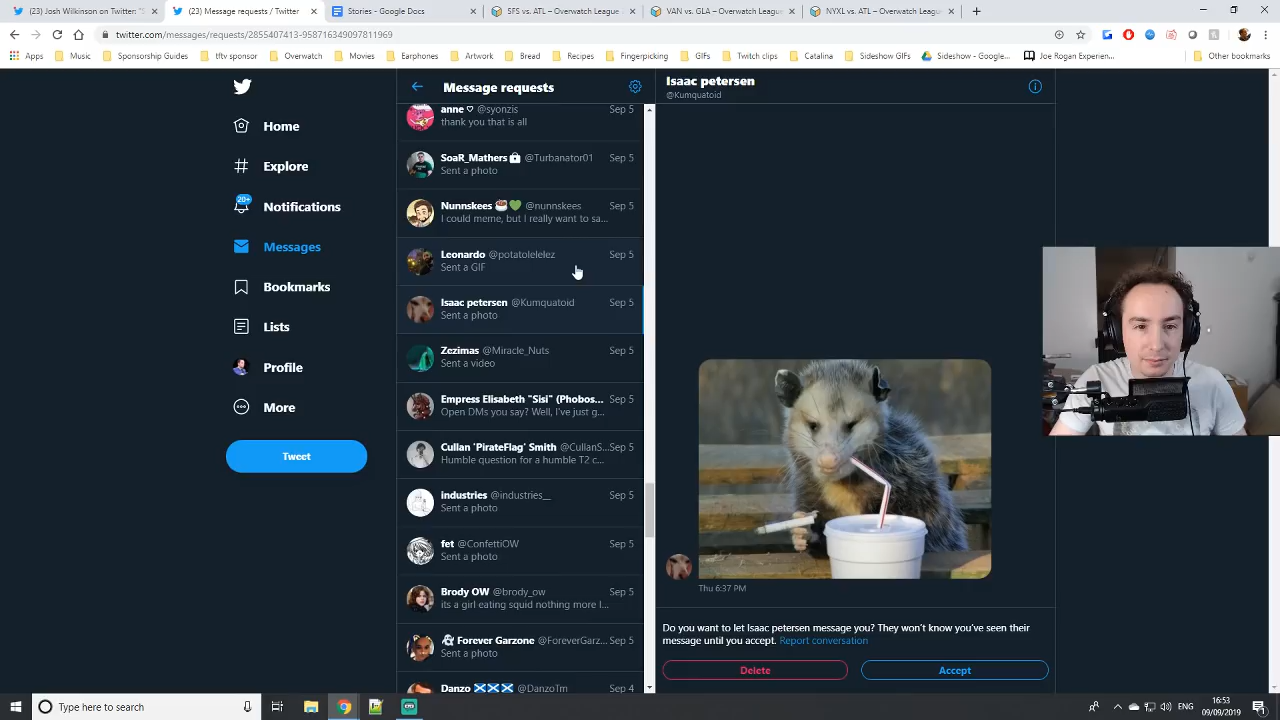 (23) Josh Wilkinson on Twitter: "S
(23) Message requests / Twitter
Stories - Google Docs
SFS vs. ATL – Overwatch League
VAN vs. GLA – Overwatch League
NYXL vs. ATL – Overwatch League
twitter.com/messages/requests/2855407413-958716349097811969
Apps
Music
Sponsorship Guides
tftv sponsor
Overwatch
Movies
Earphones
Artwork
Bread
Recipes
Fingerpicking
GIFs
Twitch clips
Catalina
Sideshow GIFs
Sideshow - Google...
Joe Rogan Experien...
Other bookmarks
Home
Explore
20+
Notifications
Messages
Bookmarks
Lists
Profile
More
Tweet
Message requests
anne ♡ @syonzis Sep 5
thank you that is all
SoaR_Mathers @Turbanator01 Sep 5
Sent a photo
Nunnskees @nunnskees Sep 5
I could meme, but I really want to sa...
Leonardo @potatolelelez Sep 5
Sent a GIF
Isaac petersen @Kumquatoid Sep 5
Sent a photo
Zezimas @Miracle_Nuts Sep 5
Sent a video
Empress Elisabeth "Sisi" (Phobos... Sep 5
Open DMs you say? Well, I've just g...
Cullan 'PirateFlag' Smith @CullanS... Sep 5
Humble question for a humble T2 c...
industries @industries__ Sep 5
Sent a photo
fet @ConfettiOW Sep 5
Sent a photo
Brody OW @brody_ow Sep 5
its a girl eating squid nothing more l...
Forever Garzone @ForeverGarz... Sep 5
Sent a photo
Danzo @DanzoTm Sep 4
Isaac petersen
@Kumquatoid
Thu 6:37 PM
Do you want to let Isaac petersen message you? They won't know you've seen their
message until you accept. Report conversation
Delete
Accept
Type here to search
ENG
16:53
09/09/2019